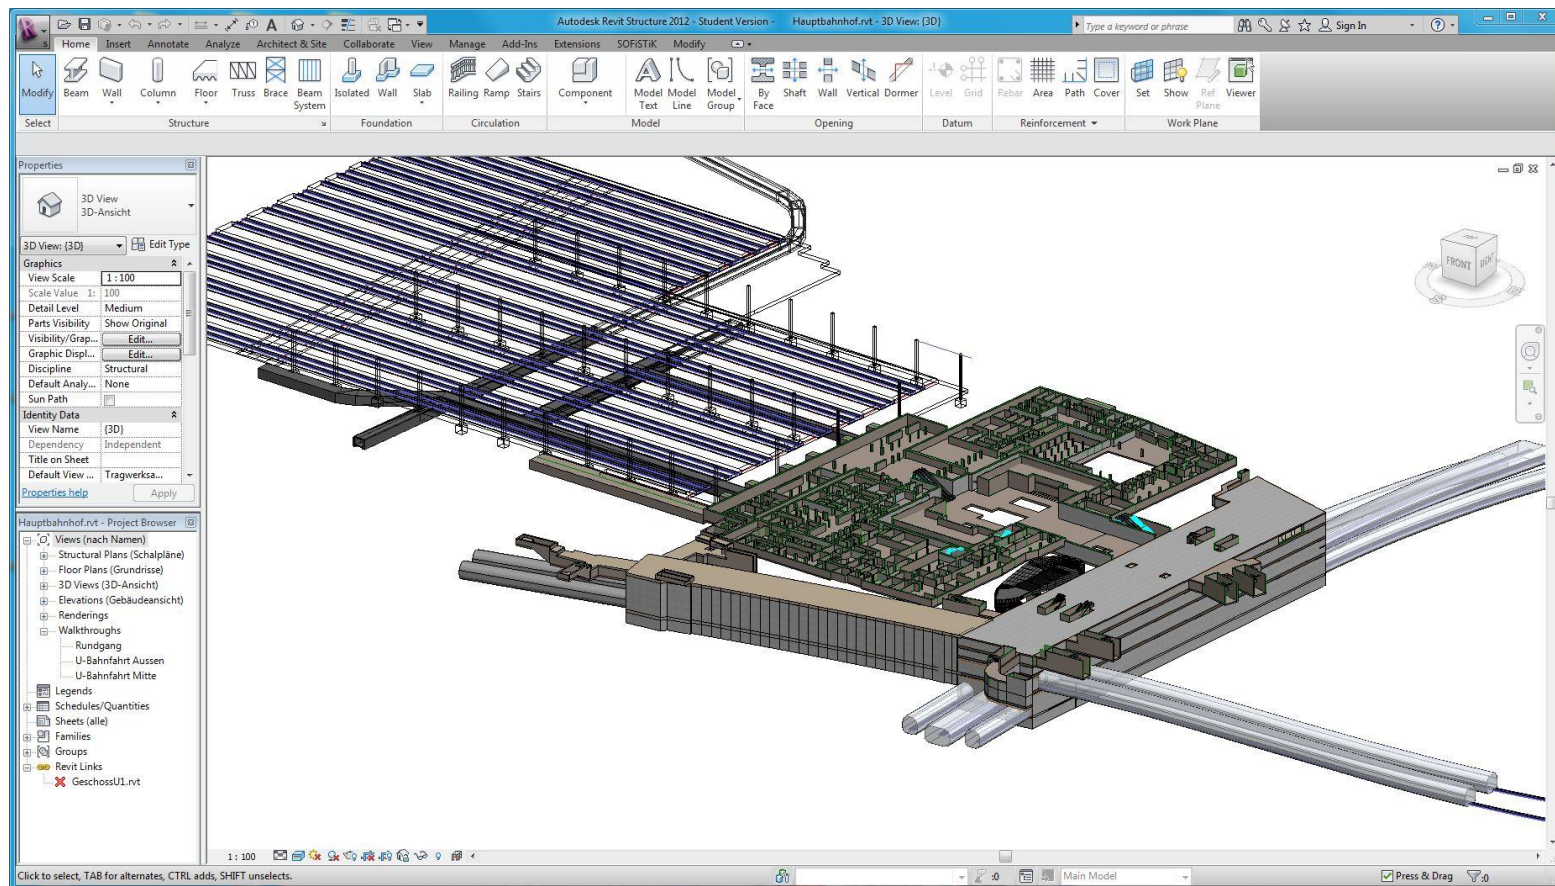 Autodesk Revit Structure 2012 - Student Version - Hauptbahnhof.rvt - 3D View: {3D}
Type a keyword or phrase
Sign In
Home Insert Annotate Analyze Architect & Site Collaborate View Manage Add-Ins Extensions SOFiSTiK Modify
Modify Beam Wall Column Floor Truss Brace Beam System Isolated Wall Slab Railing Ramp Stairs Component Model Text Model Line Model Group By Face Shaft Wall Vertical Dormer Level Grid Rebar Area Path Cover Set Show Ref Plane Viewer
Select Structure Foundation Circulation Model Opening Datum Reinforcement Work Plane
Properties
3D View
3D-Ansicht
3D View: {3D} Edit Type
Graphics
View Scale 1 : 100
Scale Value 1: 100
Detail Level Medium
Parts Visibility Show Original
Visibility/Grap... Edit...
Graphic Displ... Edit...
Discipline Structural
Default Analy... None
Sun Path
Identity Data
View Name {3D}
Dependency Independent
Title on Sheet
Default View ... Tragwerksa...
Properties help Apply
FRONT
Hauptbahnhof.rvt - Project Browser
Views (nach Namen)
Structural Plans (Schalpläne)
Floor Plans (Grundrisse)
3D Views (3D-Ansicht)
Elevations (Gebäudeansicht)
Renderings
Walkthroughs
Rundgang
U-Bahnfahrt Aussen
U-Bahnfahrt Mitte
Legends
Schedules/Quantities
Sheets (alle)
Families
Groups
Revit Links
GeschossU1.rvt
1 : 100
Click to select, TAB for alternates, CTRL adds, SHIFT unselects.
:0
Main Model
Press & Drag
:0